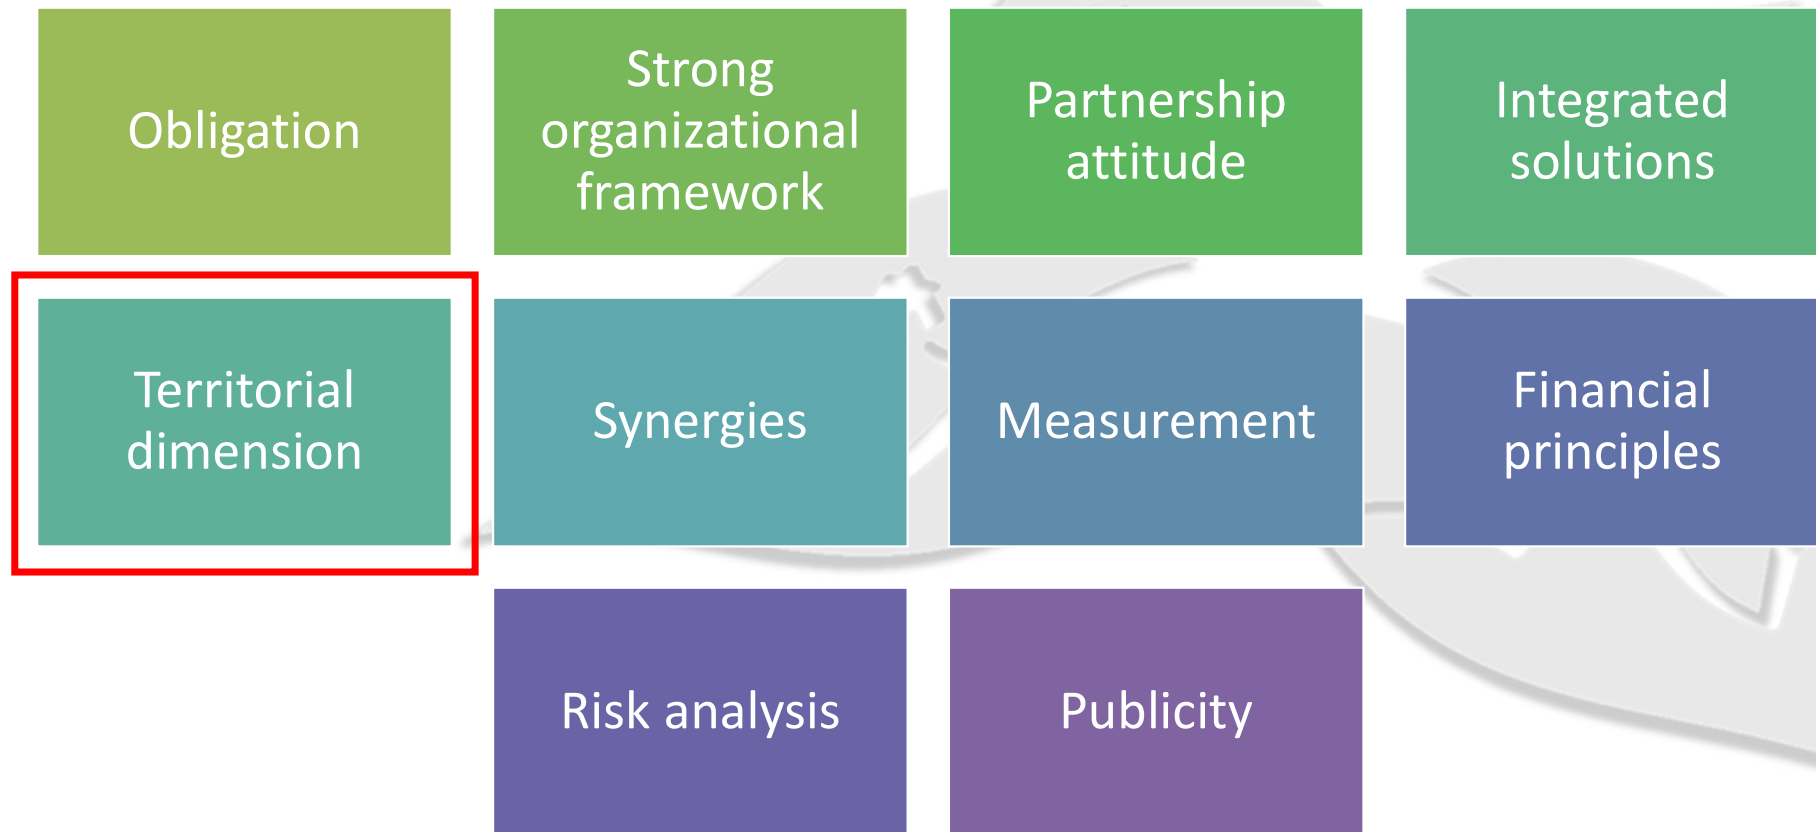 Obligation
Strong
organizational
framework
Partnership
attitude
Integrated
solutions
Territorial
dimension
Synergies
Measurement
Financial
principles
Risk analysis
Publicity